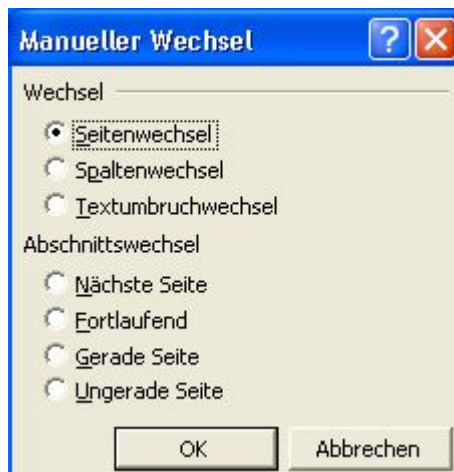 Manueller Wechsel
Wechsel
Seitenwechsel
Spaltenwechsel
Textumbruchwechsel
Abschnittswechsel
Nächste Seite
Fortlaufend
Gerade Seite
Ungerade Seite
OK Abbrechen